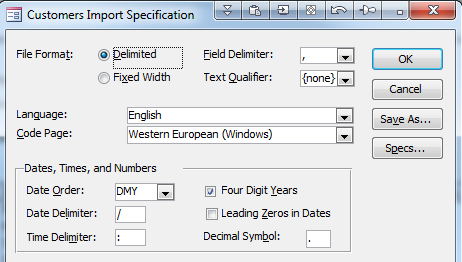 Customers Import Specification
File Format: Delimited Field Delimiter: , OK
Fixed Width Text Qualifier: {none} Cancel
Language: English Save As...
Code Page: Western European (Windows) Specs...
Dates, Times, and Numbers
Date Order: DMY Four Digit Years
Date Delimiter: / Leading Zeros in Dates
Time Delimiter: : Decimal Symbol: .